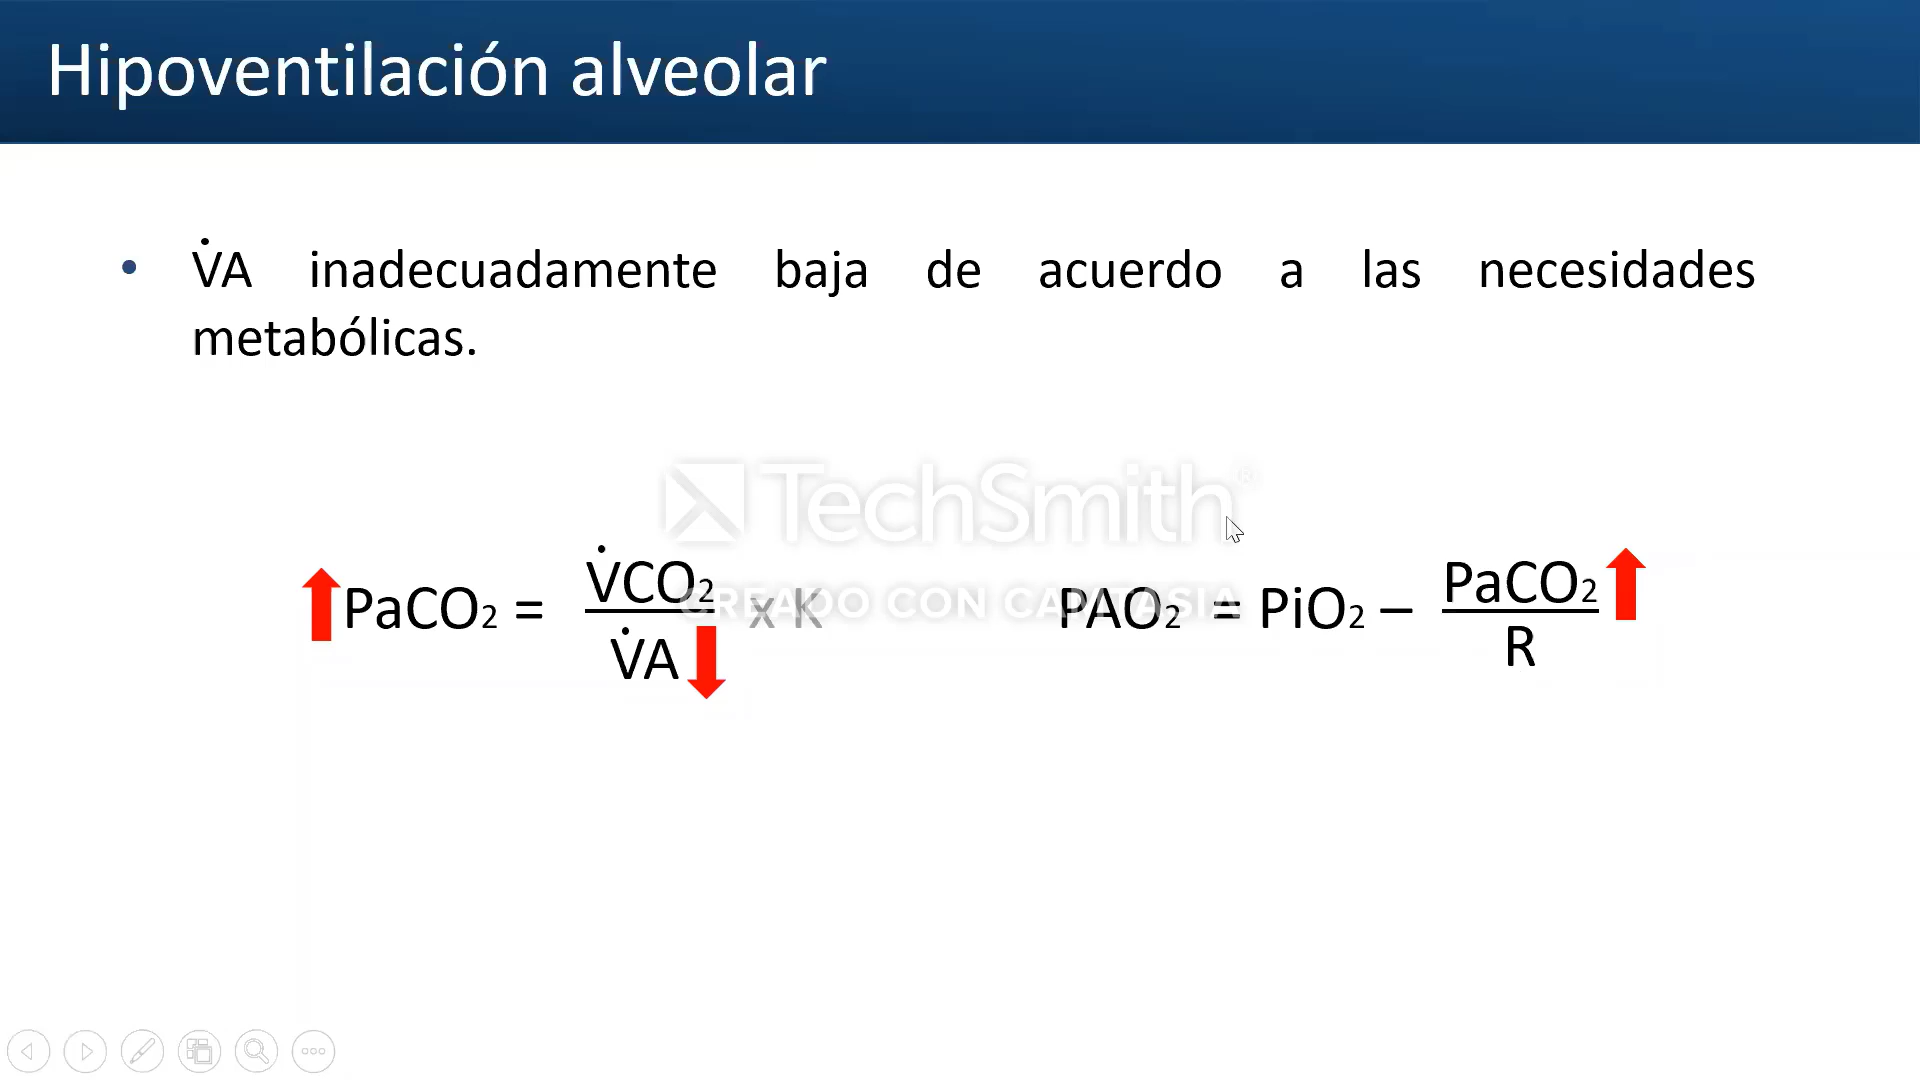 Hipoventilación alveolar
• V̇A inadecuadamente baja de acuerdo a las necesidades
metabólicas.
TechSmith®
CREADO CON CAMTASIA
PaCO₂ = V̇CO₂ / V̇A x K
PAO₂ = PiO₂ – PaCO₂ / R